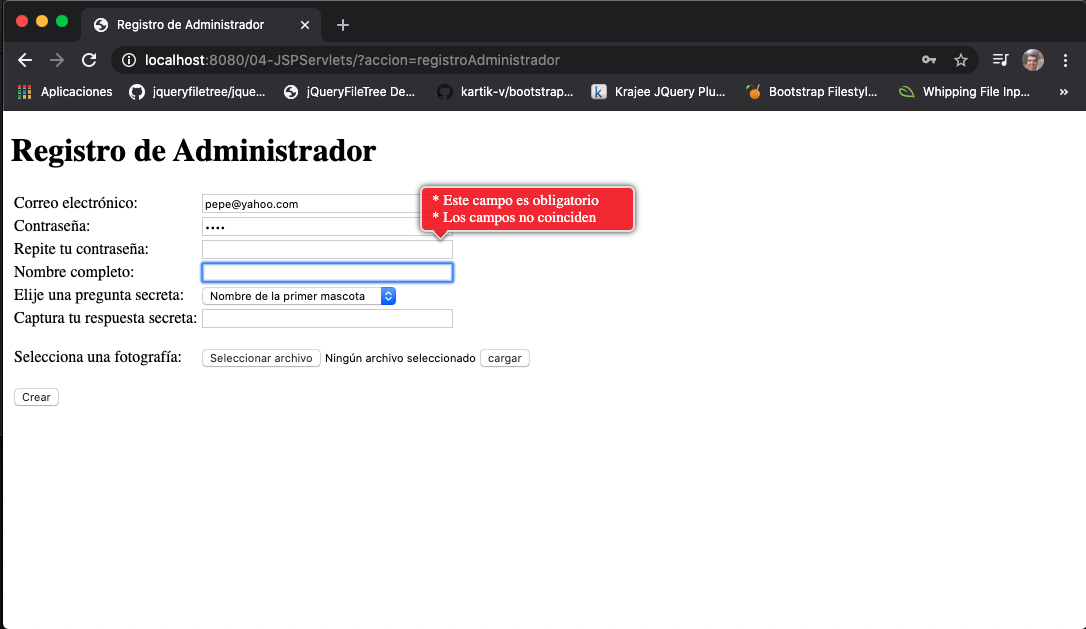 Registro de Administrador
localhost:8080/04-JSPServlets/?accion=registroAdministrador
Aplicaciones jqueryfiletree/jque... jQueryFileTree De... kartik-v/bootstrap... Krajee JQuery Plu... Bootstrap Filestyl... Whipping File Inp... »
Registro de Administrador
Correo electrónico: pepe@yahoo.com
* Este campo es obligatorio
* Los campos no coinciden
Contraseña: ••••
Repite tu contraseña:
Nombre completo:
Elije una pregunta secreta: Nombre de la primer mascota
Captura tu respuesta secreta:
Selecciona una fotografía: Seleccionar archivo Ningún archivo seleccionado cargar
Crear